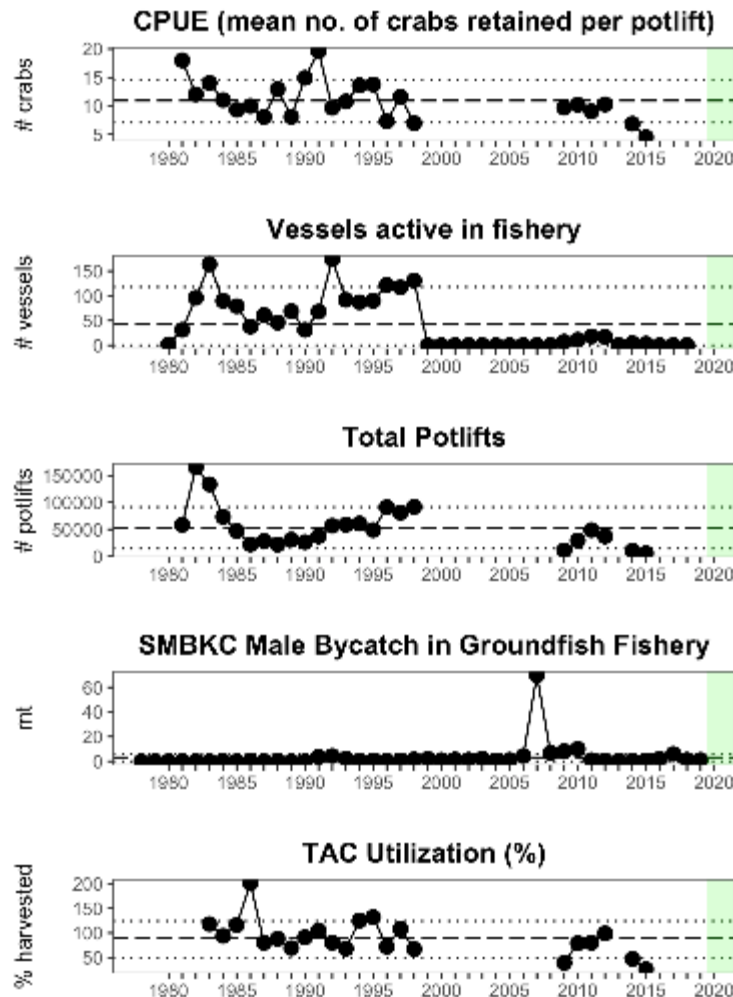 CPUE (mean no. of crabs retained per potlift)
# crabs
20
15
10
5
1980 1985 1990 1995 2000 2005 2010 2015 2020
Vessels active in fishery
# vessels
150
100
50
0
1980 1985 1990 1995 2000 2005 2010 2015 2020
Total Potlifts
# potlifts
150000
100000
50000
0
1980 1985 1990 1995 2000 2005 2010 2015 2020
SMBKC Male Bycatch in Groundfish Fishery
mt
60
40
20
0
1980 1985 1990 1995 2000 2005 2010 2015 2020
TAC Utilization (%)
% harvested
200
150
100
50
1980 1985 1990 1995 2000 2005 2010 2015 2020